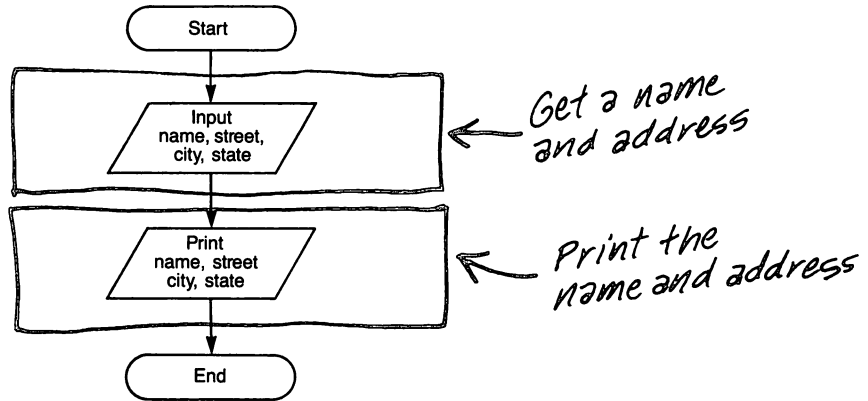 Start
Input
name, street,
city, state
Get a name
and address
Print
name, street
city, state
Print the
name and address
End